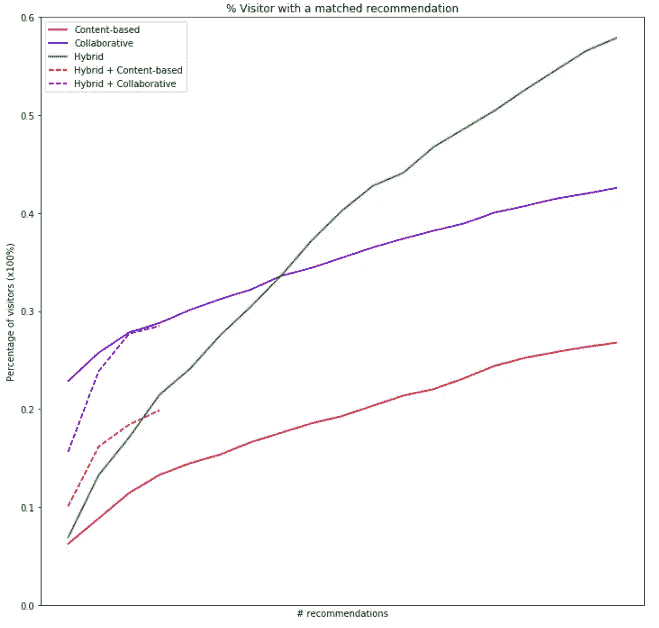 % Visitor with a matched recommendation
Content-based
Collaborative
Hybrid
Hybrid + Content-based
Hybrid + Collaborative
Percentage of visitors (x100%)
0.6
0.5
0.4
0.3
0.2
0.1
0.0
# recommendations